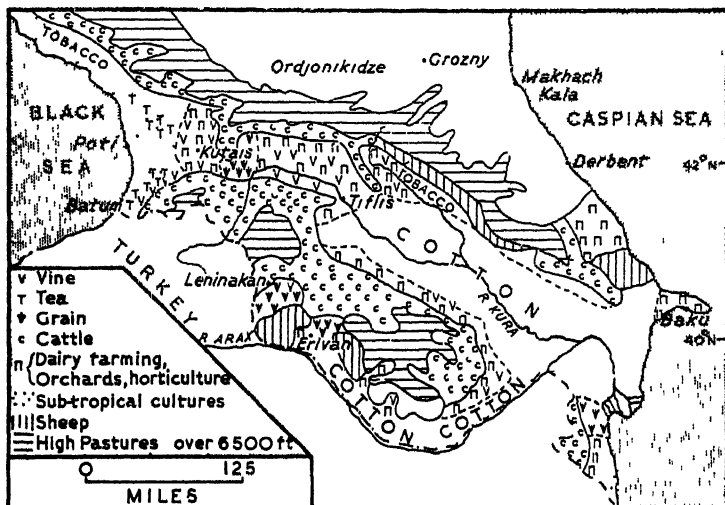 TOBACCO
Ordjonikidze
Grozny
Makhach
Kala
BLACK
SEA
CASPIAN SEA
Poti
Kutais
Derbent
42°N
TOBACCO
Batum
Tiflis
COTTON
TURKEY
Leninakan
R KURA
Baku
40°N
R ARAX
Erivan
COTTON COTTON
V Vine
T Tea
Grain
C Cattle
Dairy farming,
Orchards, horticulture
Sub-tropical cultures
Sheep
High Pastures over 6500 ft
0 125
MILES